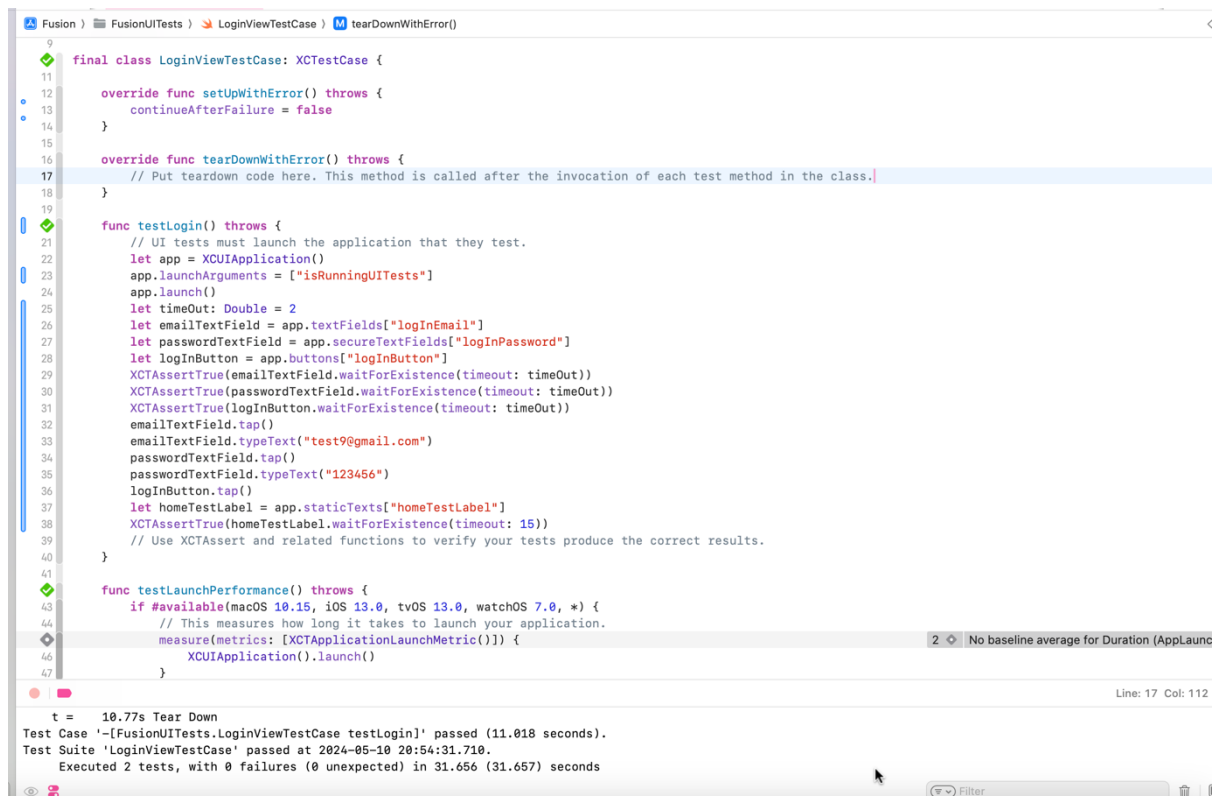 Fusion ⟩ FusionUITests ⟩ LoginViewTestCase ⟩ M tearDownWithError()
9
final class LoginViewTestCase: XCTestCase {
11
12 override func setUpWithError() throws {
13 continueAfterFailure = false
14 }
15
16 override func tearDownWithError() throws {
17 // Put teardown code here. This method is called after the invocation of each test method in the class.
18 }
19
func testLogin() throws {
21 // UI tests must launch the application that they test.
22 let app = XCUIApplication()
23 app.launchArguments = ["isRunningUITests"]
24 app.launch()
25 let timeOut: Double = 2
26 let emailTextField = app.textFields["logInEmail"]
27 let passwordTextField = app.secureTextFields["logInPassword"]
28 let logInButton = app.buttons["logInButton"]
29 XCTAssertTrue(emailTextField.waitForExistence(timeout: timeOut))
30 XCTAssertTrue(passwordTextField.waitForExistence(timeout: timeOut))
31 XCTAssertTrue(logInButton.waitForExistence(timeout: timeOut))
32 emailTextField.tap()
33 emailTextField.typeText("test9@gmail.com")
34 passwordTextField.tap()
35 passwordTextField.typeText("123456")
36 logInButton.tap()
37 let homeTestLabel = app.staticTexts["homeTestLabel"]
38 XCTAssertTrue(homeTestLabel.waitForExistence(timeout: 15))
39 // Use XCTAssert and related functions to verify your tests produce the correct results.
40 }
41
func testLaunchPerformance() throws {
43 if #available(macOS 10.15, iOS 13.0, tvOS 13.0, watchOS 7.0, *) {
44 // This measures how long it takes to launch your application.
measure(metrics: [XCTApplicationLaunchMetric()]) { 2 No baseline average for Duration (AppLaunc
46 XCUIApplication().launch()
47 }
Line: 17 Col: 112
t = 10.77s Tear Down
Test Case '-[FusionUITests.LoginViewTestCase testLogin]' passed (11.018 seconds).
Test Suite 'LoginViewTestCase' passed at 2024-05-10 20:54:31.710.
Executed 2 tests, with 0 failures (0 unexpected) in 31.656 (31.657) seconds
Filter